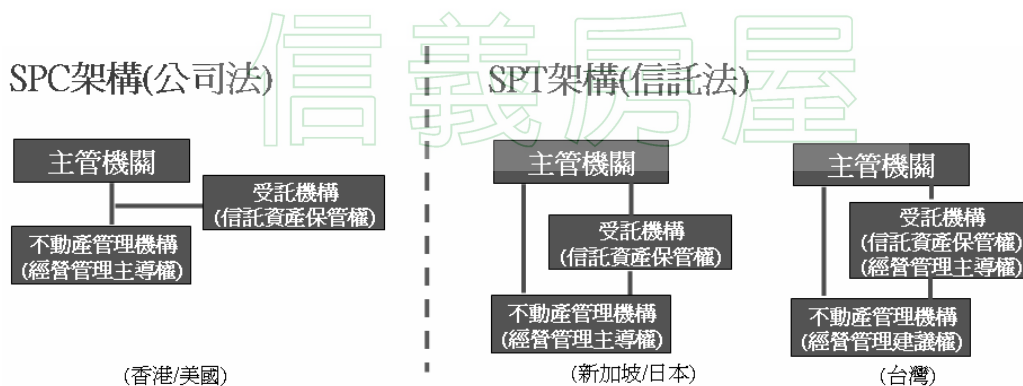 信義房屋
SPC架構(公司法)
SPT架構(信託法)
主管機關
受託機構
(信託資產保管權)
不動產管理機構
(經營管理主導權)
(香港/美國)
主管機關
受託機構
(信託資產保管權)
不動產管理機構
(經營管理主導權)
(新加坡/日本)
主管機關
受託機構
(信託資產保管權)
(經營管理主導權)
不動產管理機構
(經營管理建議權)
(台灣)